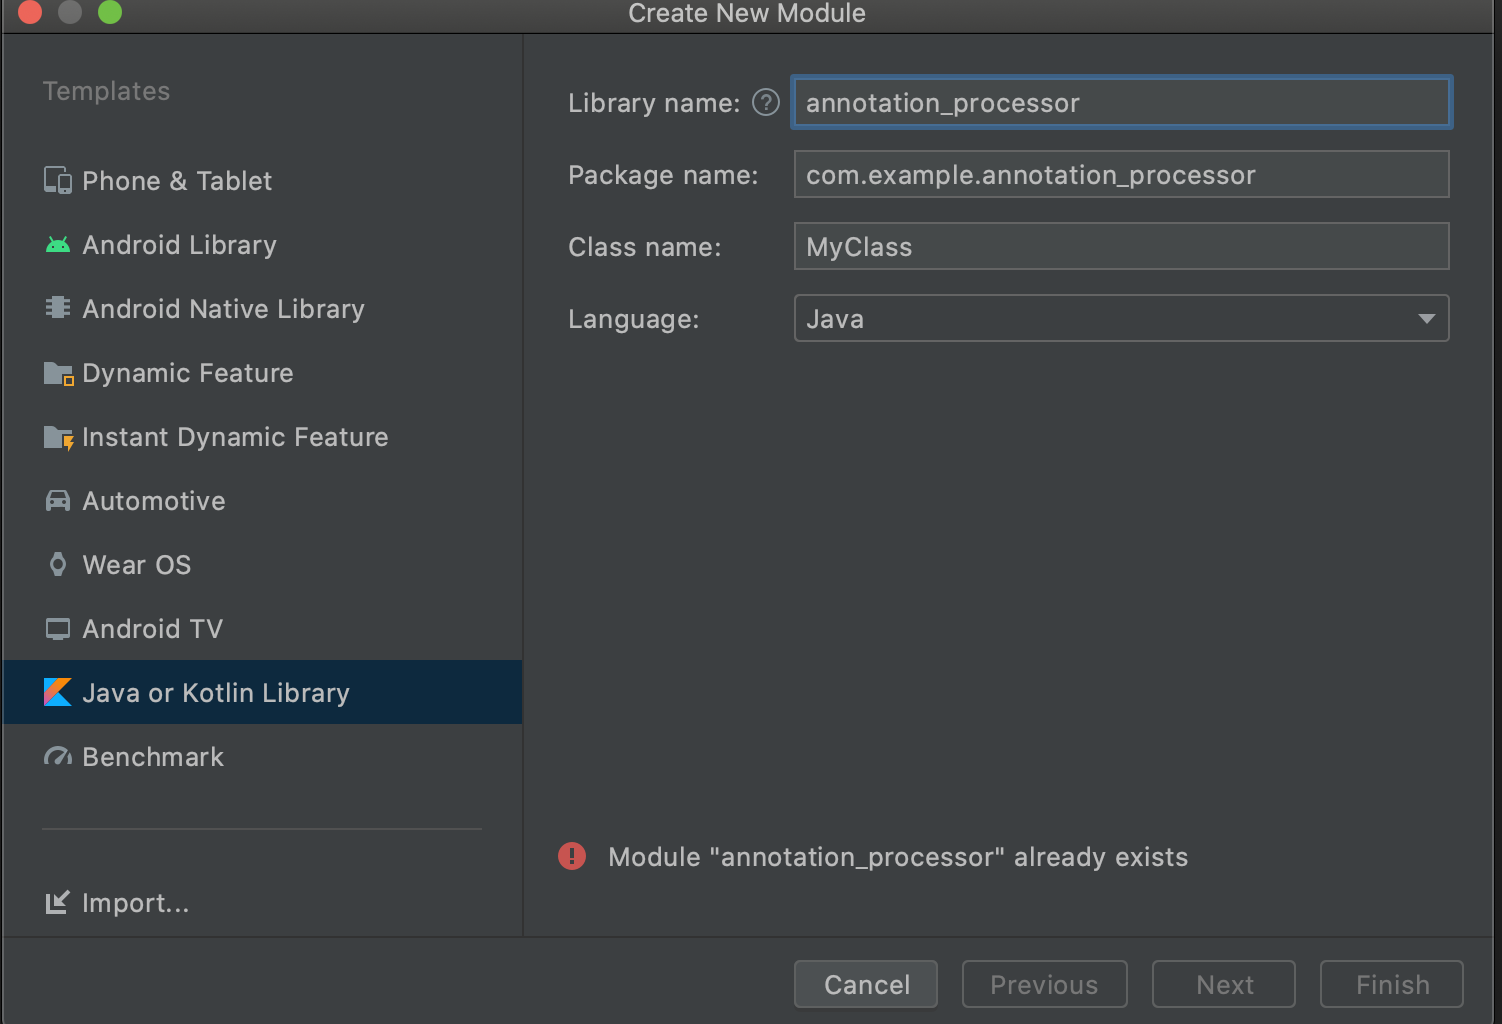 Create New Module
Templates
Phone & Tablet
Android Library
Android Native Library
Dynamic Feature
Instant Dynamic Feature
Automotive
Wear OS
Android TV
Java or Kotlin Library
Benchmark
Import...
Library name: ? annotation_processor
Package name: com.example.annotation_processor
Class name: MyClass
Language: Java
Module "annotation_processor" already exists
Cancel Previous Next Finish